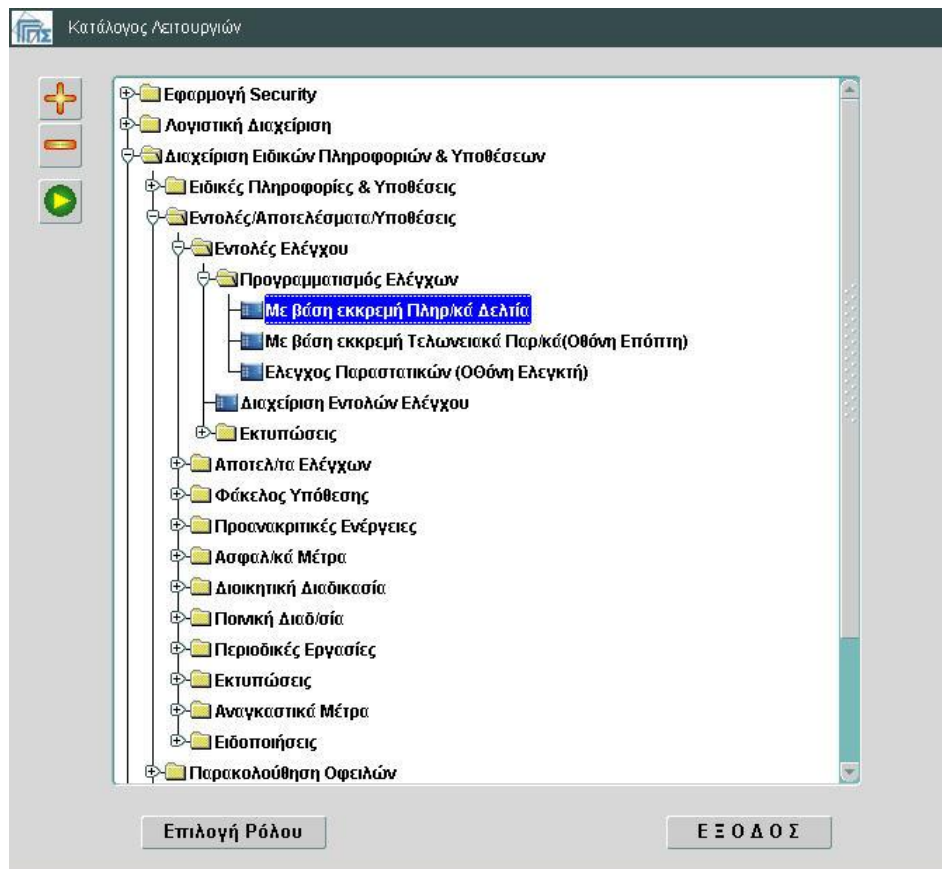 ΓΓΠΣ Κατάλογος Λειτουργιών
Εφαρμογή Security
Λογιστική Διαχείριση
Διαχείριση Ειδικών Πληροφοριών & Υποθέσεων
Ειδικές Πληροφορίες & Υποθέσεις
Εντολές/Αποτελέσματα/Υποθέσεις
Εντολές Ελέγχου
Προγραμματισμός Ελέγχων
Με βάση εκκρεμή Πληρ/κά Δελτία
Με βάση εκκρεμή Τελωνειακά Παρ/κά(Οθόνη Επόπτη)
Ελεγχος Παραστατικών (Οθόνη Ελεγκτή)
Διαχείριση Εντολών Ελέγχου
Εκτυπώσεις
Αποτελ/τα Ελέγχων
Φάκελος Υπόθεσης
Προανακριτικές Ενέργειες
Ασφαλ/κά Μέτρα
Διοικητική Διαδικασία
Ποινική Διαδ/σία
Περιοδικές Εργασίες
Εκτυπώσεις
Αναγκαστικά Μέτρα
Ειδοποιήσεις
Παρακολούθηση Οφειλών
Επιλογή Ρόλου Ε Ξ Ο Δ Ο Σ